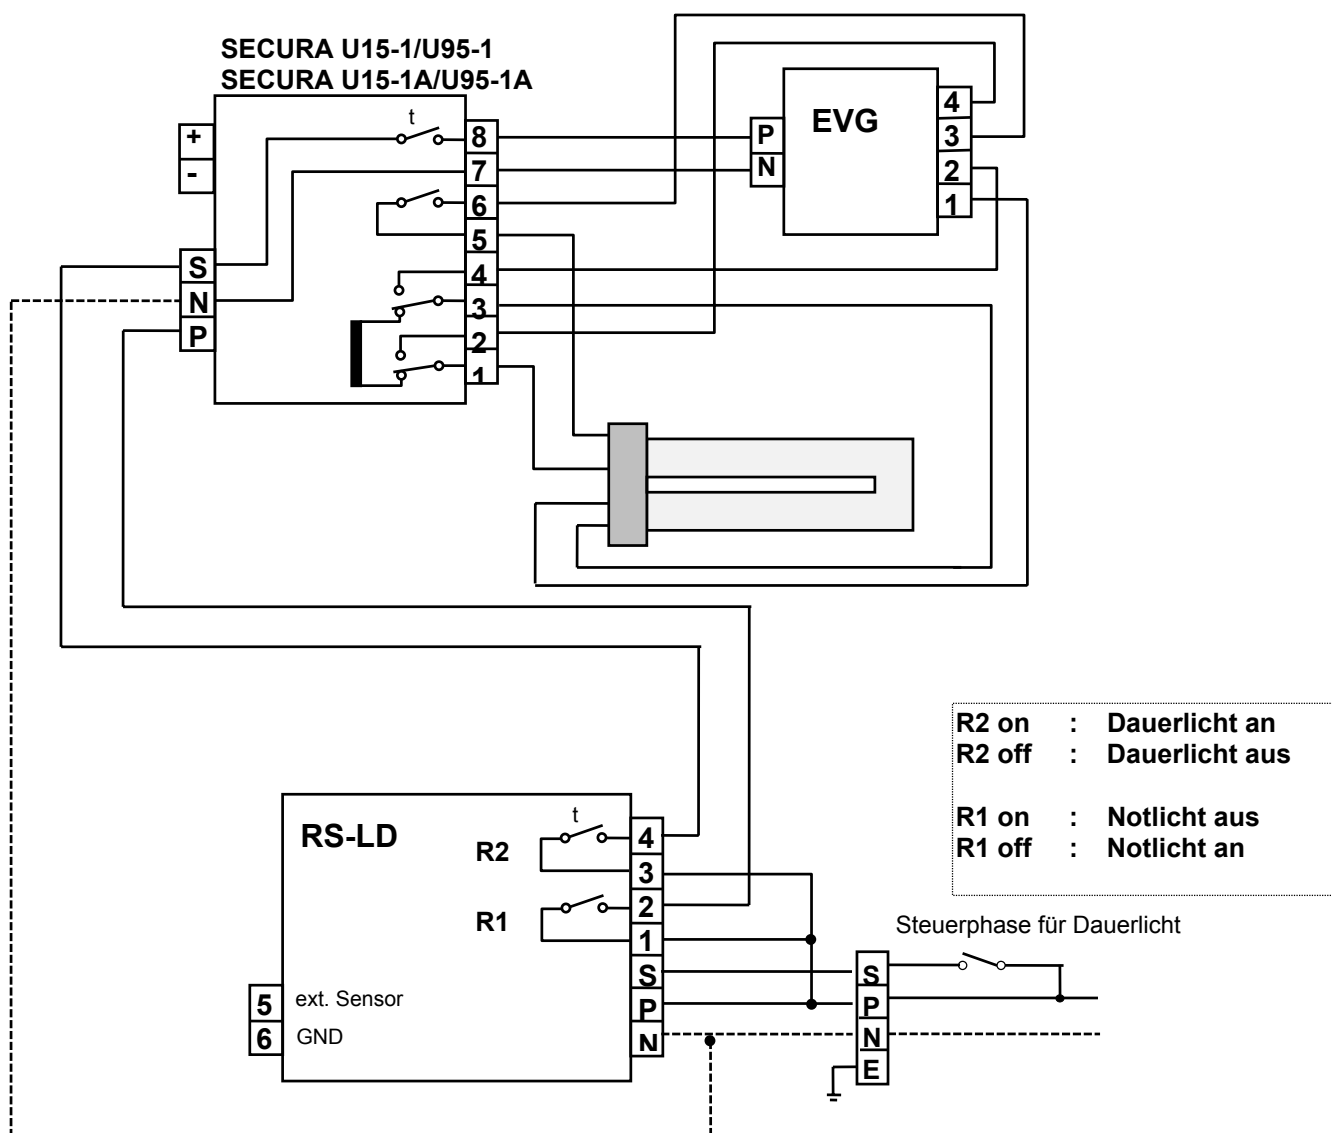 SECURA U15-1/U95-1
SECURA U15-1A/U95-1A
+
-
S
N
P
t
8
7
6
5
4
3
2
1
P
N
EVG
4
3
2
1
R2 on : Dauerlicht an
R2 off : Dauerlicht aus
R1 on : Notlicht aus
R1 off : Notlicht an
RS-LD
t
R2
R1
4
3
2
1
S
P
N
5 ext. Sensor
6 GND
Steuerphase für Dauerlicht
S
P
N
E